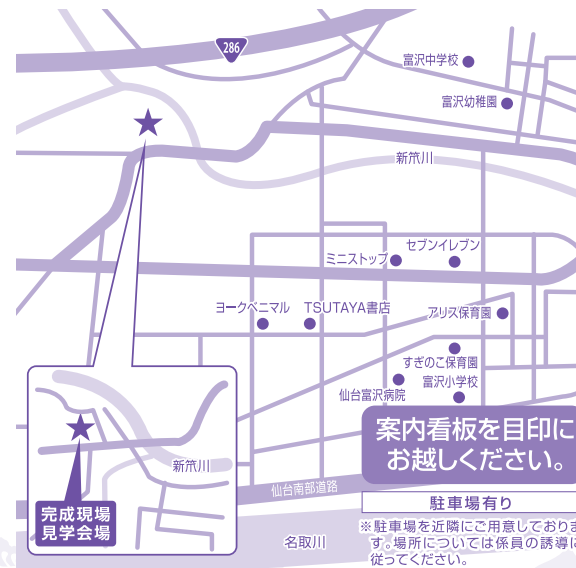 286
富沢中学校
富沢幼稚園
新笊川
セブンイレブン
ミニストップ
ヨークベニマル
TSUTAYA書店
アリス保育園
すぎのこ保育園
富沢小学校
仙台富沢病院
案内看板を目印に
お越しください。
新笊川
仙台南部道路
駐車場有り
完成現場
見学会場
名取川
※駐車場を近隣にご用意しておりま
す。場所については係員の誘導に
従ってください。